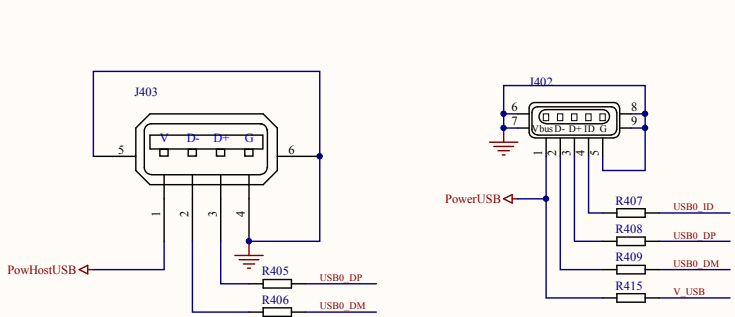 J403
V D- D+ G
5
6
1
2
3
4
PowHostUSB
R405
USB0_DP
R406
USB0_DM
J402
6
7
8
9
Vbus D- D+ ID G
1
2
3
4
5
PowerUSB
R407
USB0_ID
R408
USB0_DP
R409
USB0_DM
R415
V_USB